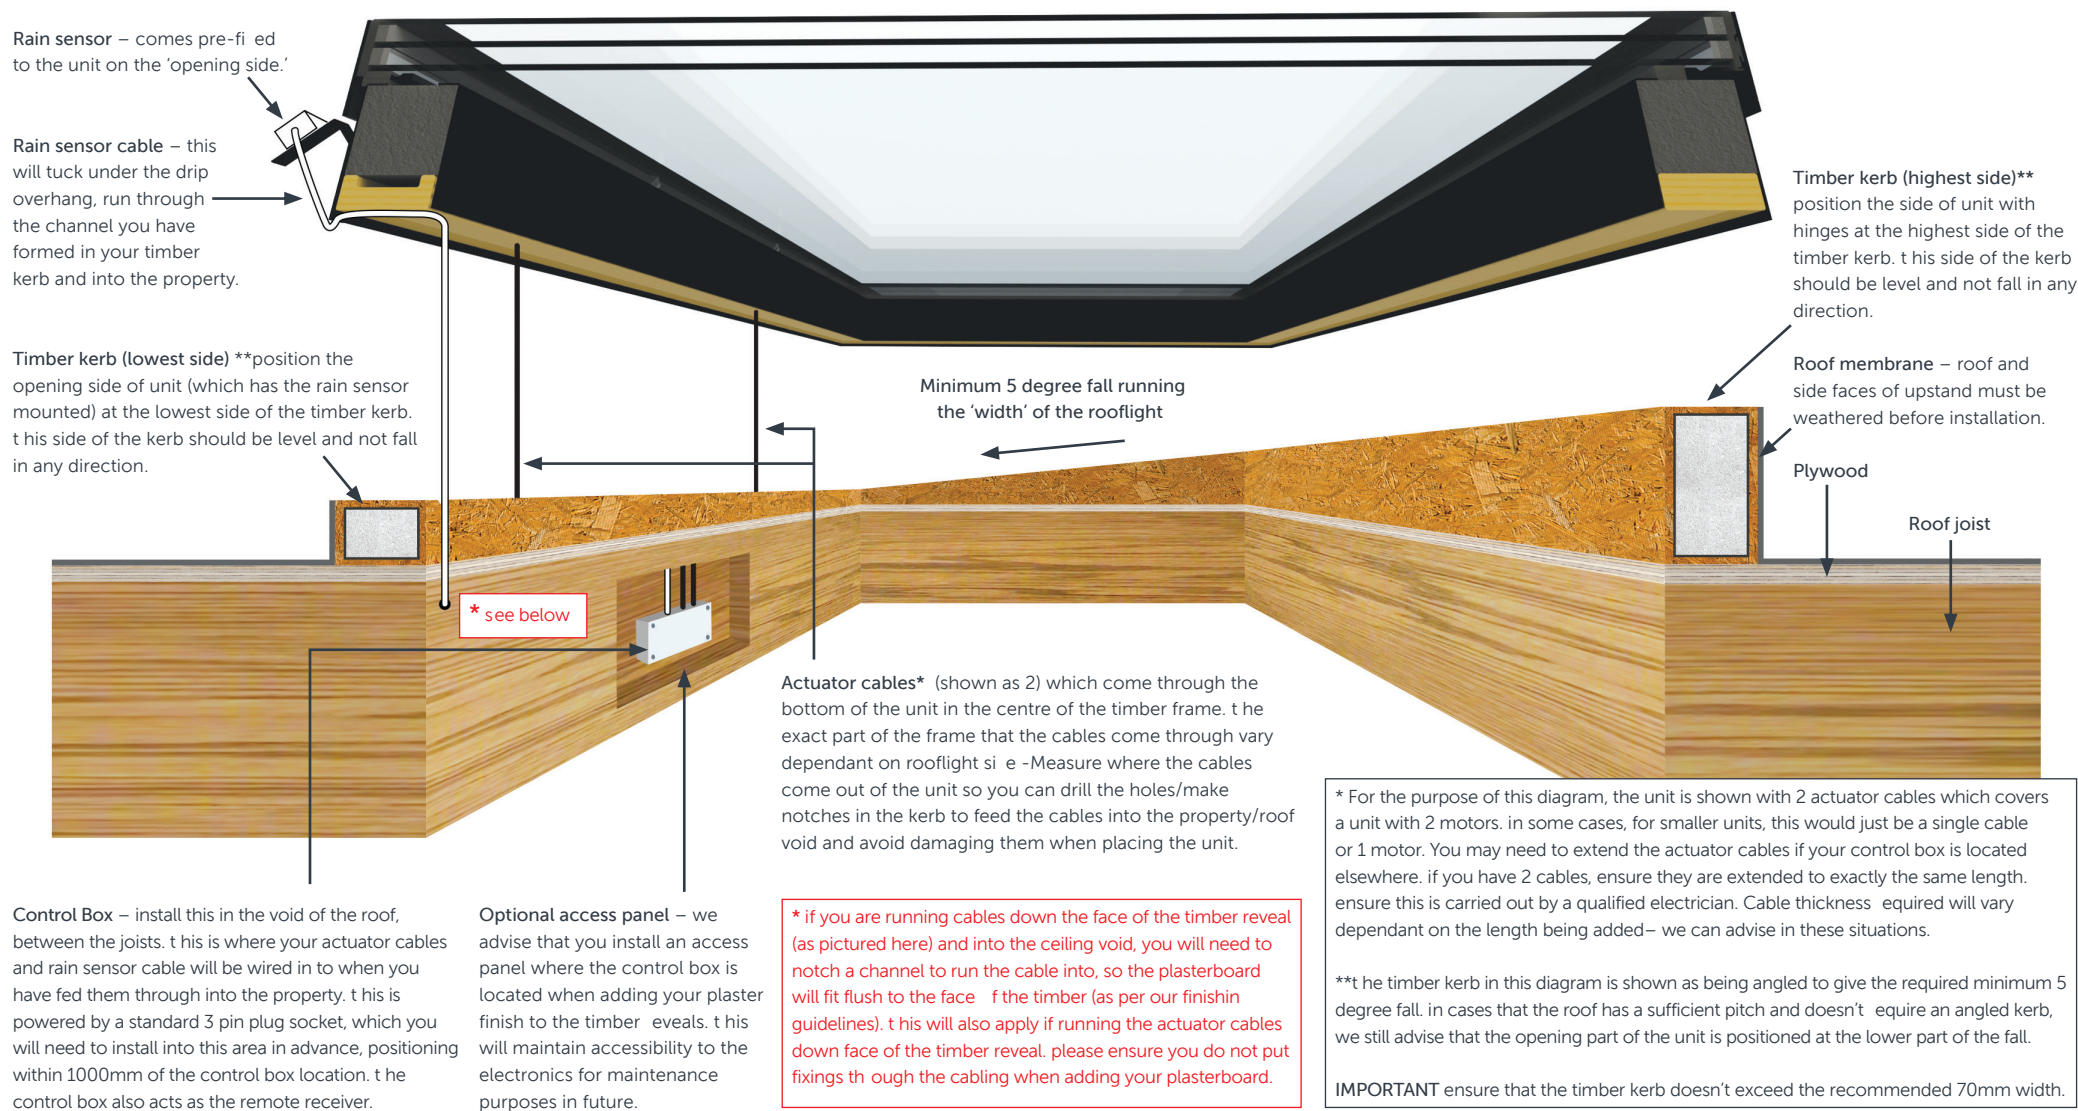 Rain sensor – comes pre-fi ed
to the unit on the ‘opening side.’
Rain sensor cable – this
will tuck under the drip
overhang, run through
the channel you have
formed in your timber
kerb and into the property.
Timber kerb (lowest side) **position the
opening side of unit (which has the rain sensor
mounted) at the lowest side of the timber kerb.
t his side of the kerb should be level and not fall
in any direction.
Minimum 5 degree fall running
the ‘width’ of the rooflight
Timber kerb (highest side)**
position the side of unit with
hinges at the highest side of the
timber kerb. t his side of the kerb
should be level and not fall in any
direction.
Roof membrane – roof and
side faces of upstand must be
weathered before installation.
Plywood
Roof joist
* see below
Actuator cables* (shown as 2) which come through the
bottom of the unit in the centre of the timber frame. t he
exact part of the frame that the cables come through vary
dependant on rooflight si e -Measure where the cables
come out of the unit so you can drill the holes/make
notches in the kerb to feed the cables into the property/roof
void and avoid damaging them when placing the unit.
Control Box – install this in the void of the roof,
between the joists. t his is where your actuator cables
and rain sensor cable will be wired in to when you
have fed them through into the property. t his is
powered by a standard 3 pin plug socket, which you
will need to install into this area in advance, positioning
within 1000mm of the control box location. t he
control box also acts as the remote receiver.
Optional access panel – we
advise that you install an access
panel where the control box is
located when adding your plaster
finish to the timber eveals. t his
will maintain accessibility to the
electronics for maintenance
purposes in future.
* if you are running cables down the face of the timber reveal
(as pictured here) and into the ceiling void, you will need to
notch a channel to run the cable into, so the plasterboard
will fit flush to the face f the timber (as per our finishin
guidelines). t his will also apply if running the actuator cables
down face of the timber reveal. please ensure you do not put
fixings th ough the cabling when adding your plasterboard.
* For the purpose of this diagram, the unit is shown with 2 actuator cables which covers
a unit with 2 motors. in some cases, for smaller units, this would just be a single cable
or 1 motor. You may need to extend the actuator cables if your control box is located
elsewhere. if you have 2 cables, ensure they are extended to exactly the same length.
ensure this is carried out by a qualified electrician. Cable thickness equired will vary
dependant on the length being added– we can advise in these situations.
**t he timber kerb in this diagram is shown as being angled to give the required minimum 5
degree fall. in cases that the roof has a sufficient pitch and doesn’t equire an angled kerb,
we still advise that the opening part of the unit is positioned at the lower part of the fall.
IMPORTANT ensure that the timber kerb doesn’t exceed the recommended 70mm width.